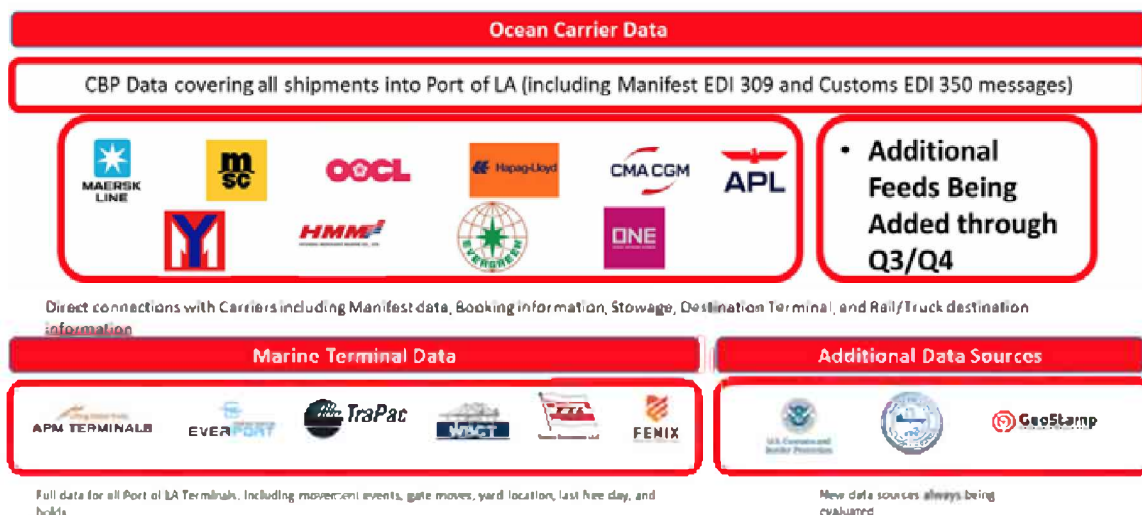 Ocean Carrier Data
CBP Data covering all shipments into Port of LA (including Manifest EDI 309 and Customs EDI 350 messages)
MAERSK
LINE
m
sc
OOCL
Hapag-Lloyd
CMA CGM
APL
HMM
EVERGREEN
ONE
• Additional
Feeds Being
Added through
Q3/Q4
Direct connections with Carriers including Manifest data, Booking information, Stowage, Destination Terminal, and Rail/Truck destination
information
Marine Terminal Data
Additional Data Sources
APM TERMINALS
EVERPORT
TraPac
WBCT
FENIX
U.S. Customs and
Border Protection
GeoStamp
Full data for all Port of LA Terminals, including movement events, gate moves, yard location, last free day, and
holds
New data sources always being
evaluated